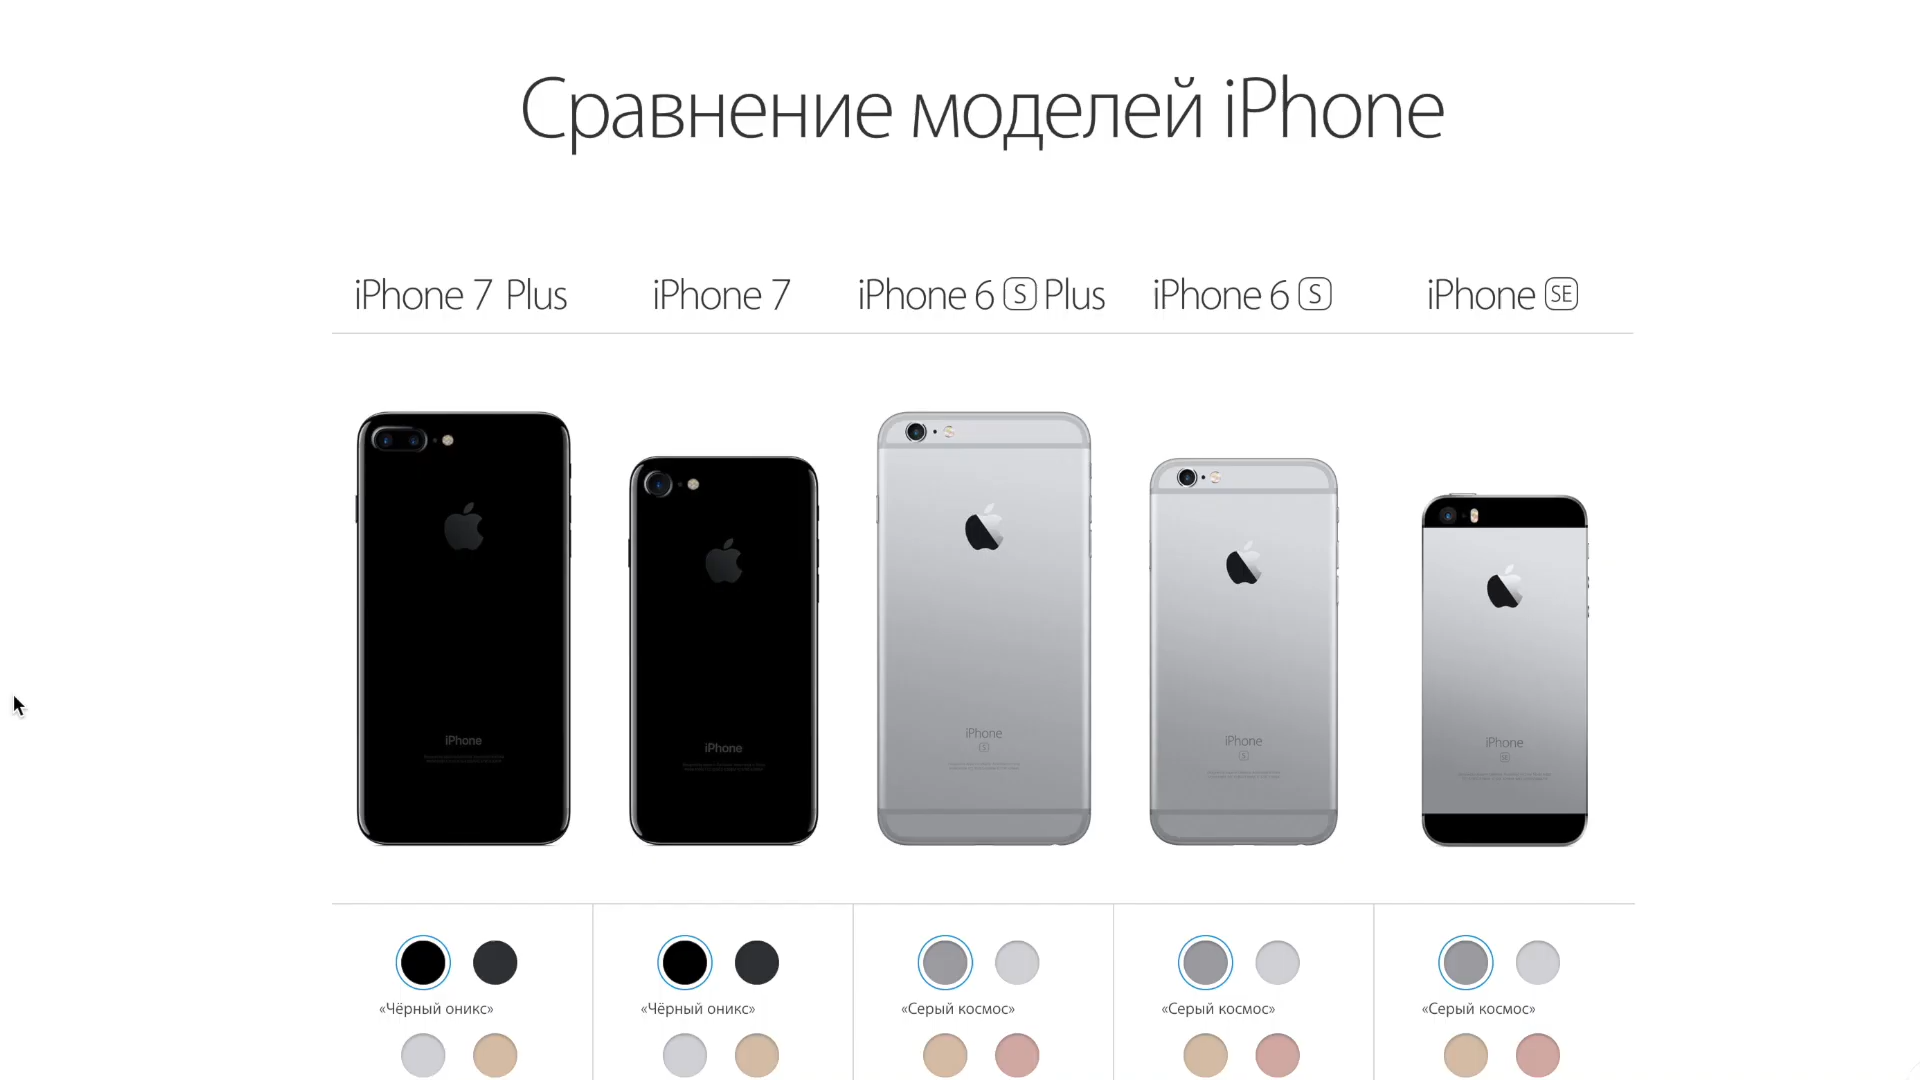 Сравнение моделей iPhone
iPhone 7 Plus
iPhone 7
iPhone 6 S Plus
iPhone 6 S
iPhone SE
iPhone
iPhone
iPhone
S
iPhone
S
iPhone
SE
«Чёрный оникс»
«Чёрный оникс»
«Серый космос»
«Серый космос»
«Серый космос»